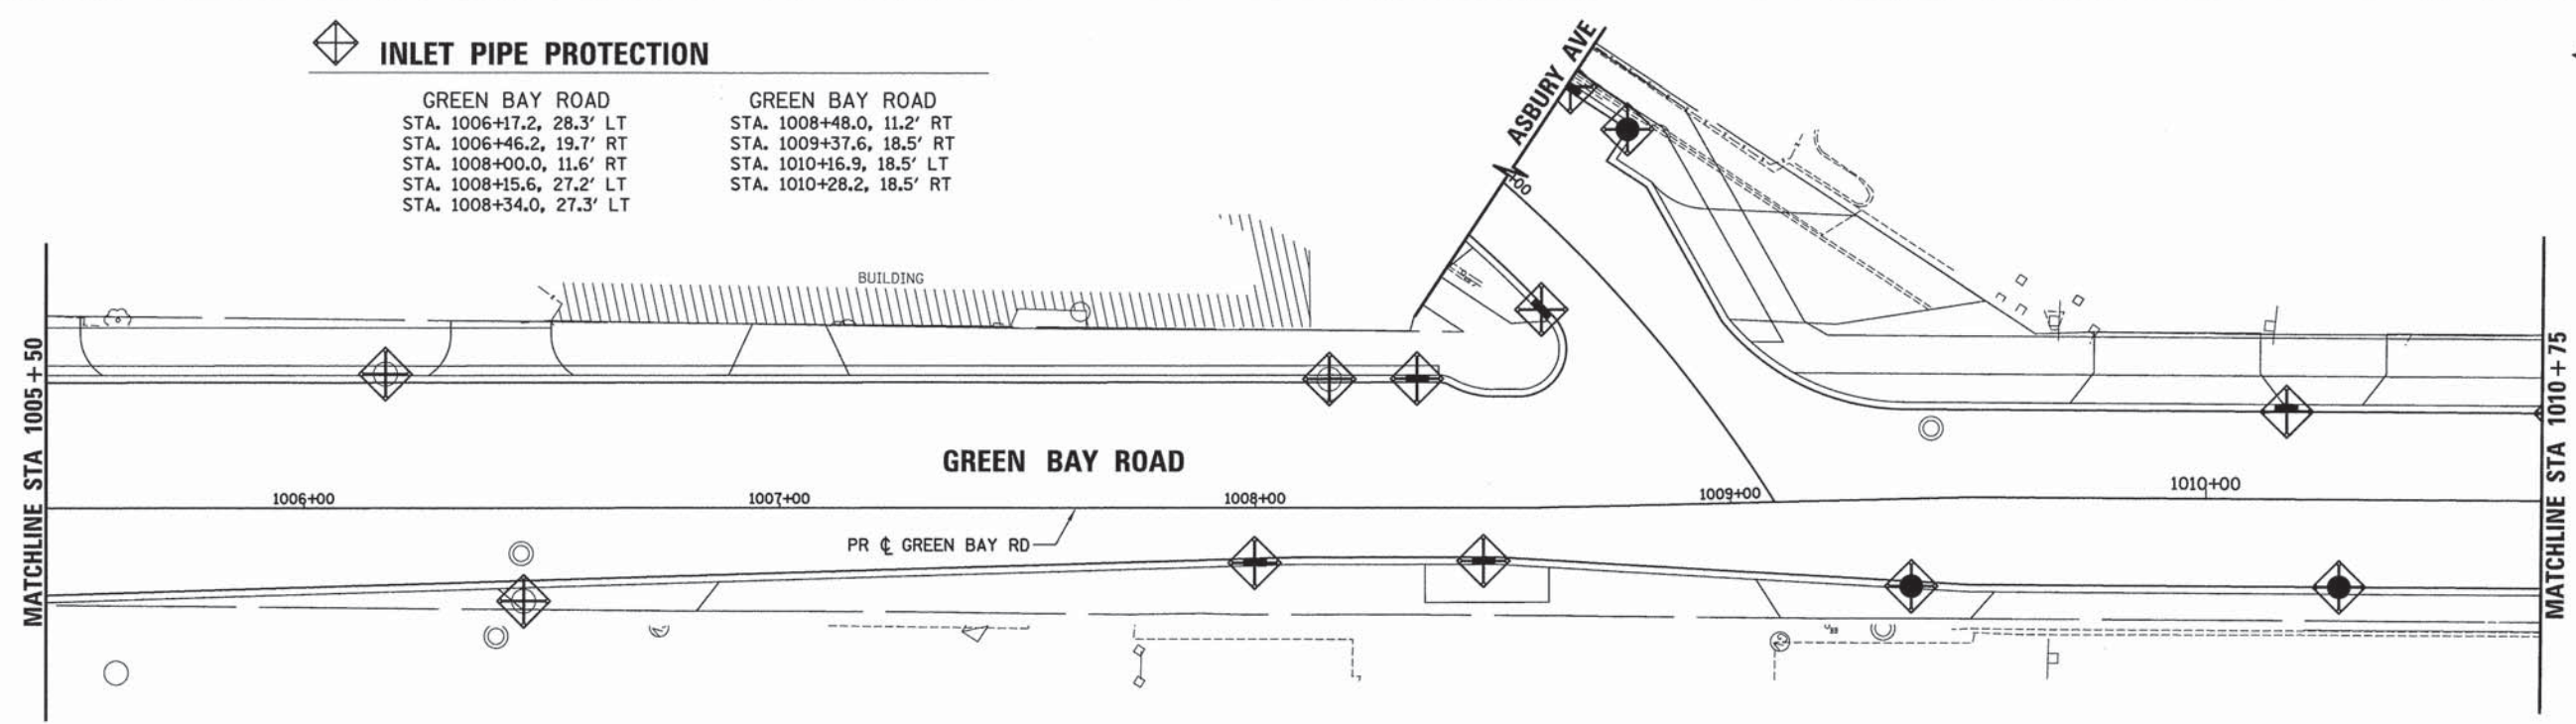 INLET PIPE PROTECTION
GREEN BAY ROAD
STA. 1006+17.2, 28.3' LT
STA. 1006+46.2, 19.7' RT
STA. 1008+00.0, 11.6' RT
STA. 1008+15.6, 27.2' LT
STA. 1008+34.0, 27.3' LT
GREEN BAY ROAD
STA. 1008+48.0, 11.2' RT
STA. 1009+37.6, 18.5' RT
STA. 1010+16.9, 18.5' LT
STA. 1010+28.2, 18.5' RT
ASBURY AVE
+00
BUILDING
MATCHLINE STA 1005+50
GREEN BAY ROAD
1006+00
1007+00
1008+00
1009+00
1010+00
PR ℄ GREEN BAY RD
MATCHLINE STA 1010+75